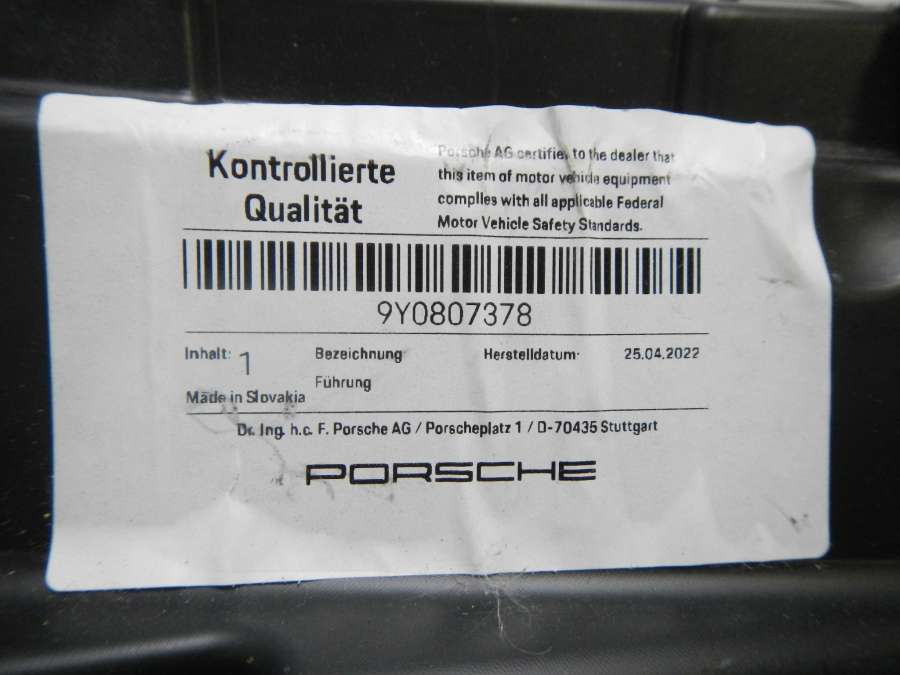 Kontrollierte
Qualität
Porsche AG certifies to the dealer that
this item of motor vehicle equipment
complies with all applicable Federal
Motor Vehicle Safety Standards.
9Y0807378
Inhalt: 1 Bezeichnung Herstelldatum: 25.04.2022
Führung
Made in Slovakia
Dr. Ing. h.c. F. Porsche AG / Porscheplatz 1 / D-70435 Stuttgart
PORSCHE